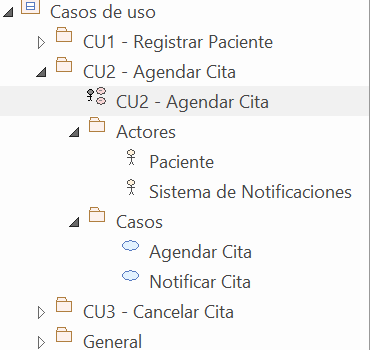 Casos de uso
CU1 - Registrar Paciente
CU2 - Agendar Cita
CU2 - Agendar Cita
Actores
Paciente
Sistema de Notificaciones
Casos
Agendar Cita
Notificar Cita
CU3 - Cancelar Cita
General